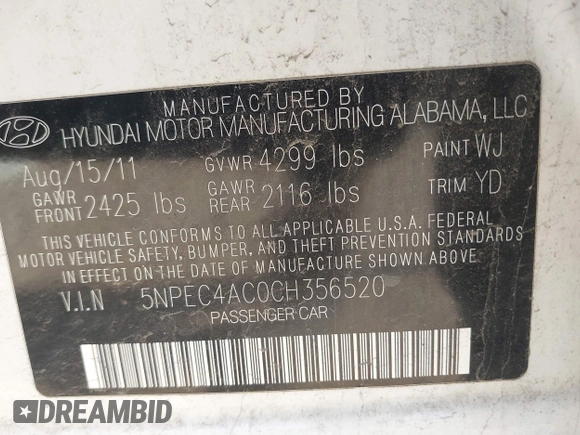 MANUFACTURED BY
HYUNDAI MOTOR MANUFACTURING ALABAMA, LLC
Aug/15/11 GVWR 4299 lbs PAINT WJ
GAWR FRONT 2425 lbs GAWR REAR 2116 lbs TRIM YD
THIS VEHICLE CONFORMS TO ALL APPLICABLE U.S.A. FEDERAL
MOTOR VEHICLE SAFETY, BUMPER, AND THEFT PREVENTION STANDARDS
IN EFFECT ON THE DATE OF MANUFACTURE SHOWN ABOVE.
V.I.N 5NPEC4AC0CH356520
PASSENGER CAR
DREAMBID